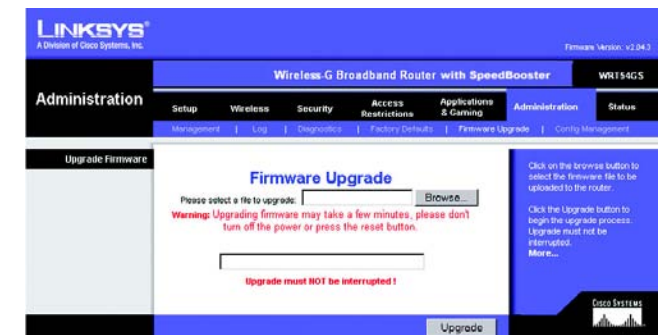 LINKSYS®
A Division of Cisco Systems, Inc.
Firmware Version: v2.04.3
Wireless-G Broadband Router with SpeedBooster
WRT54GS
Administration
Setup
Wireless
Security
Access Restrictions
Applications & Gaming
Administration
Status
Management | Log | Diagnostics | Factory Defaults | Firmware Upgrade | Config Management
Upgrade Firmware
Firmware Upgrade
Please select a file to upgrade:
Browse...
Warning: Upgrading firmware may take a few minutes, please don't
turn off the power or press the reset button.
Upgrade must NOT be interrupted !
Click on the browse button to
select the firmware file to be
uploaded to the router.
Click the Upgrade button to
begin the upgrade process.
Upgrade must not be
interrupted.
More...
Upgrade
CISCO SYSTEMS